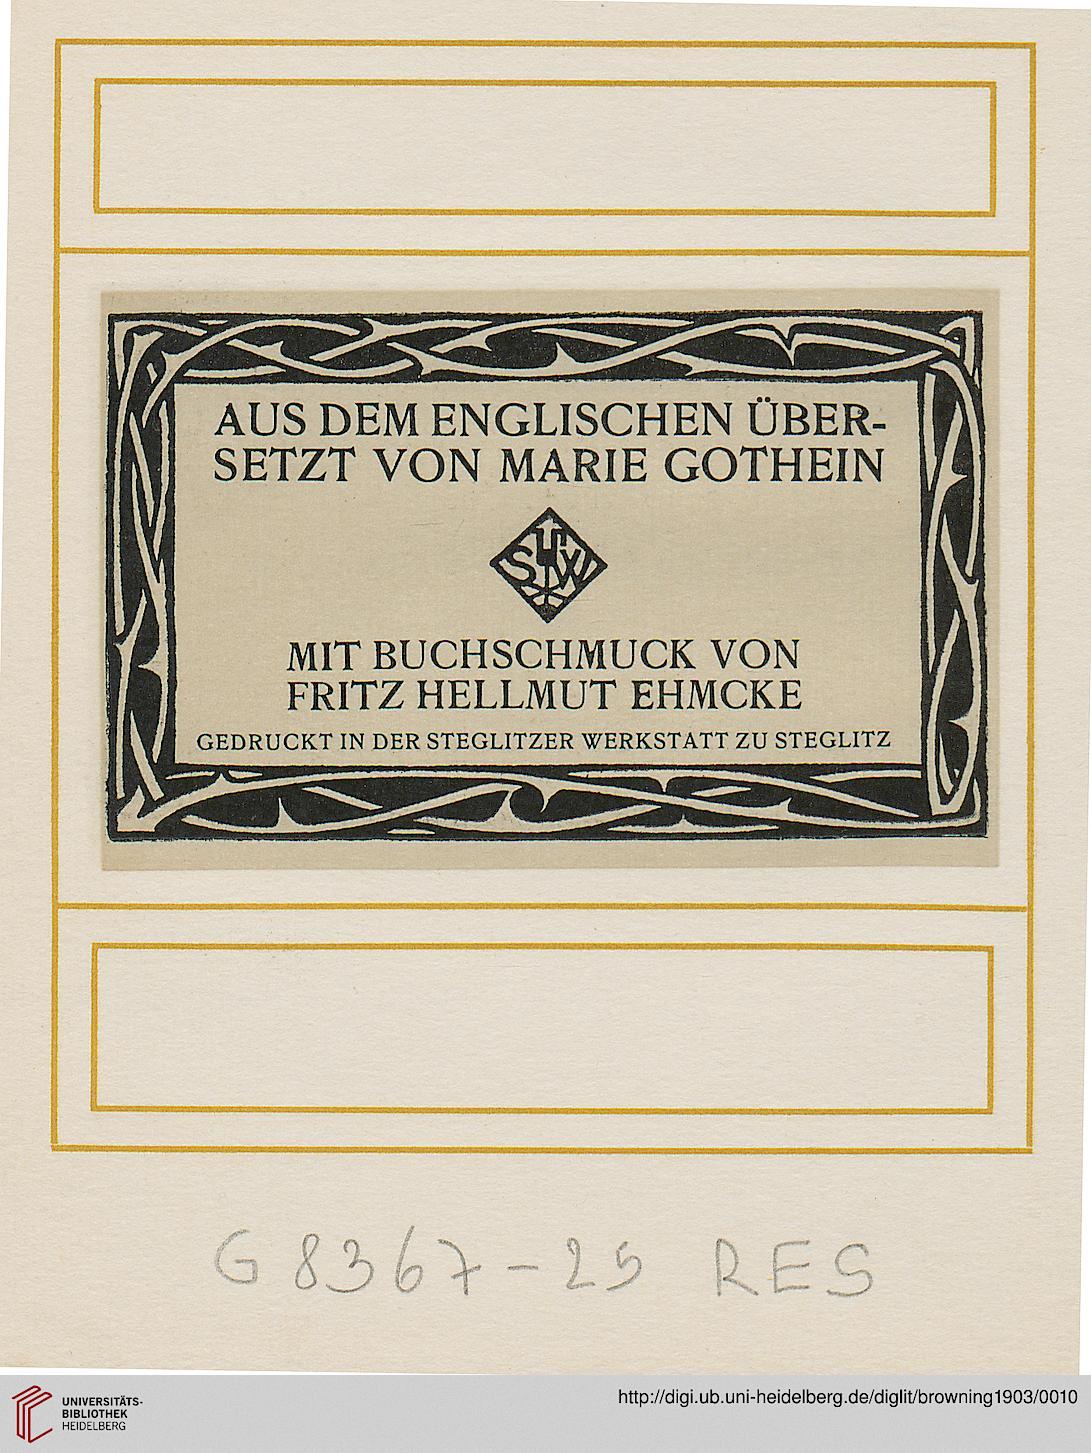 AUS DEM ENGLISCHEN ÜBER-
SETZT VON MARIE GOTHEIN
STW
MIT BUCHSCHMUCK VON
FRITZ HELLMUT EHMCKE
GEDRUCKT IN DER STEGLITZER WERKSTATT ZU STEGLITZ
G 8367-25 RES
UNIVERSITÄTS-
BIBLIOTHEK
HEIDELBERG
http://digi.ub.uni-heidelberg.de/diglit/browning1903/0010